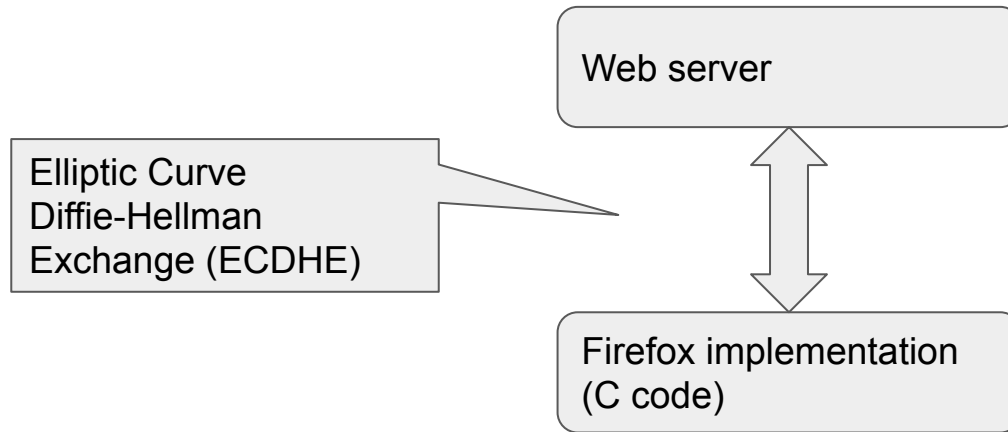 Web server
Elliptic Curve
Diffie-Hellman
Exchange (ECDHE)
Firefox implementation
(C code)